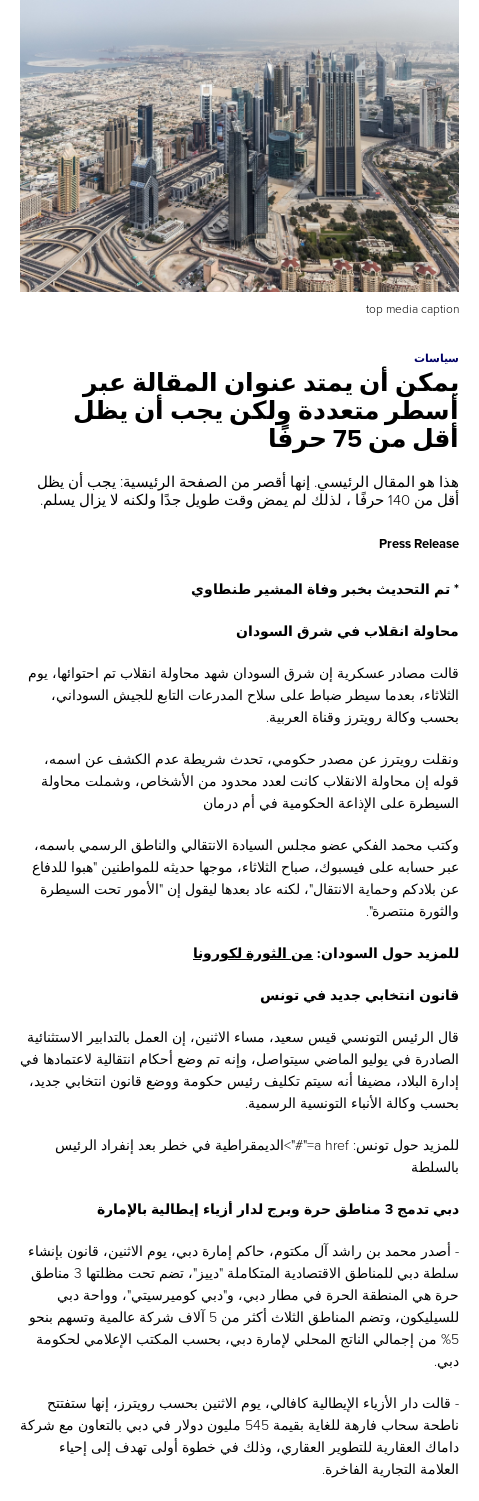 top media caption
سياسات
يمكن أن يمتد عنوان المقالة عبر
أسطر متعددة ولكن يجب أن يظل
أقل من 75 حرفًا
هذا هو المقال الرئيسي. إنها أقصر من الصفحة الرئيسية: يجب أن يظل
أقل من 140 حرفًا ، لذلك لم يمض وقت طويل جدًا ولكنه لا يزال يسلم.
Press Release
* تم التحديث بخبر وفاة المشير طنطاوي
محاولة انقلاب في شرق السودان
قالت مصادر عسكرية إن شرق السودان شهد محاولة انقلاب تم احتوائها، يوم
الثلاثاء، بعدما سيطر ضباط على سلاح المدرعات التابع للجيش السوداني،
بحسب وكالة رويترز وقناة العربية.
ونقلت رويترز عن مصدر حكومي، تحدث شريطة عدم الكشف عن اسمه،
قوله إن محاولة الانقلاب كانت لعدد محدود من الأشخاص، وشملت محاولة
السيطرة على الإذاعة الحكومية في أم درمان
وكتب محمد الفكي عضو مجلس السيادة الانتقالي والناطق الرسمي باسمه،
عبر حسابه على فيسبوك، صباح الثلاثاء، موجها حديثه للمواطنين "هبوا للدفاع
عن بلادكم وحماية الانتقال"، لكنه عاد بعدها ليقول إن "الأمور تحت السيطرة
والثورة منتصرة".
للمزيد حول السودان: من الثورة لكورونا
قانون انتخابي جديد في تونس
قال الرئيس التونسي قيس سعيد، مساء الاثنين، إن العمل بالتدابير الاستثنائية
الصادرة في يوليو الماضي سيتواصل، وإنه تم وضع أحكام انتقالية لاعتمادها في
إدارة البلاد، مضيفا أنه سيتم تكليف رئيس حكومة ووضع قانون انتخابي جديد،
بحسب وكالة الأنباء التونسية الرسمية.
للمزيد حول تونس: a href="#">الديمقراطية في خطر بعد إنفراد الرئيس
بالسلطة
دبي تدمج 3 مناطق حرة وبرج لدار أزياء إيطالية بالإمارة
- أصدر محمد بن راشد آل مكتوم، حاكم إمارة دبي، يوم الاثنين، قانون بإنشاء
سلطة دبي للمناطق الاقتصادية المتكاملة "دييز"، تضم تحت مظلتها 3 مناطق
حرة هي المنطقة الحرة في مطار دبي، و"دبي كوميرسيتي"، وواحة دبي
للسيليكون، وتضم المناطق الثلاث أكثر من 5 آلاف شركة عالمية وتسهم بنحو
5% من إجمالي الناتج المحلي لإمارة دبي، بحسب المكتب الإعلامي لحكومة
دبي.
- قالت دار الأزياء الإيطالية كافالي، يوم الاثنين بحسب رويترز، إنها ستفتتح
ناطحة سحاب فارهة للغاية بقيمة 545 مليون دولار في دبي بالتعاون مع شركة
داماك العقارية للتطوير العقاري، وذلك في خطوة أولى تهدف إلى إحياء
العلامة التجارية الفاخرة.